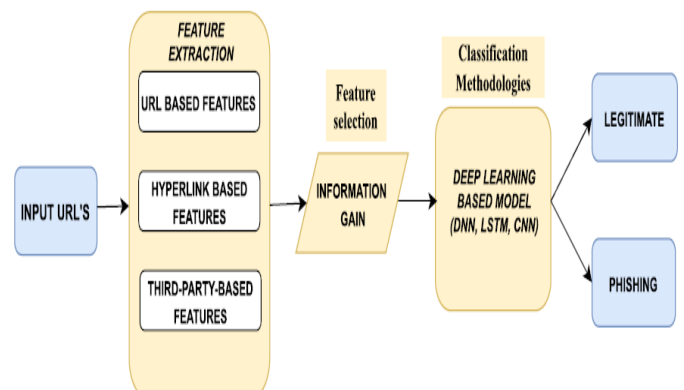 INPUT URL'S
FEATURE
EXTRACTION
URL BASED FEATURES
HYPERLINK BASED
FEATURES
THIRD-PARTY-BASED
FEATURES
Feature
selection
INFORMATION
GAIN
Classification
Methodologies
DEEP LEARNING
BASED MODEL
(DNN, LSTM, CNN)
LEGITIMATE
PHISHING